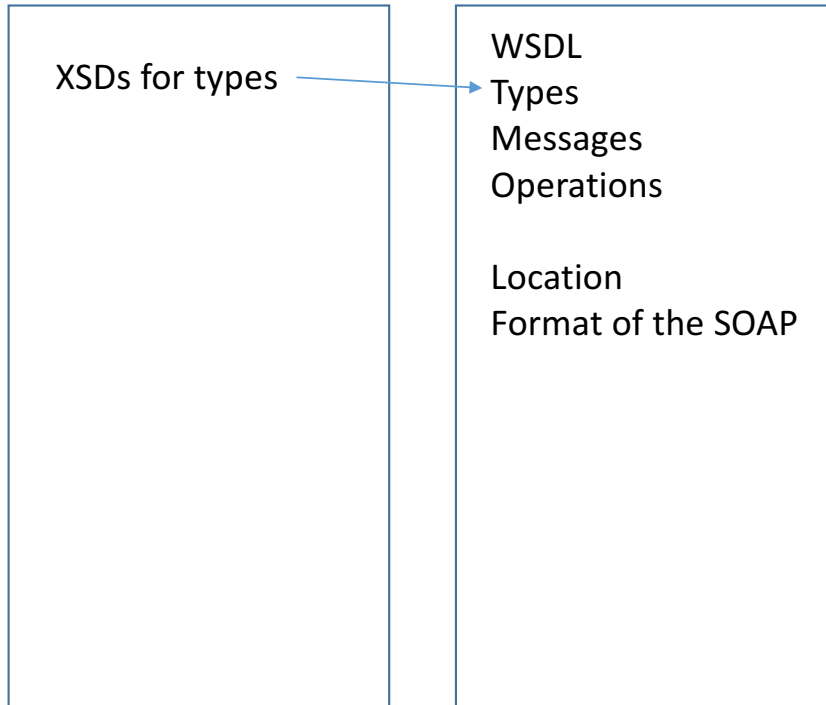 XSDs for types
WSDL
Types
Messages
Operations
Location
Format of the SOAP